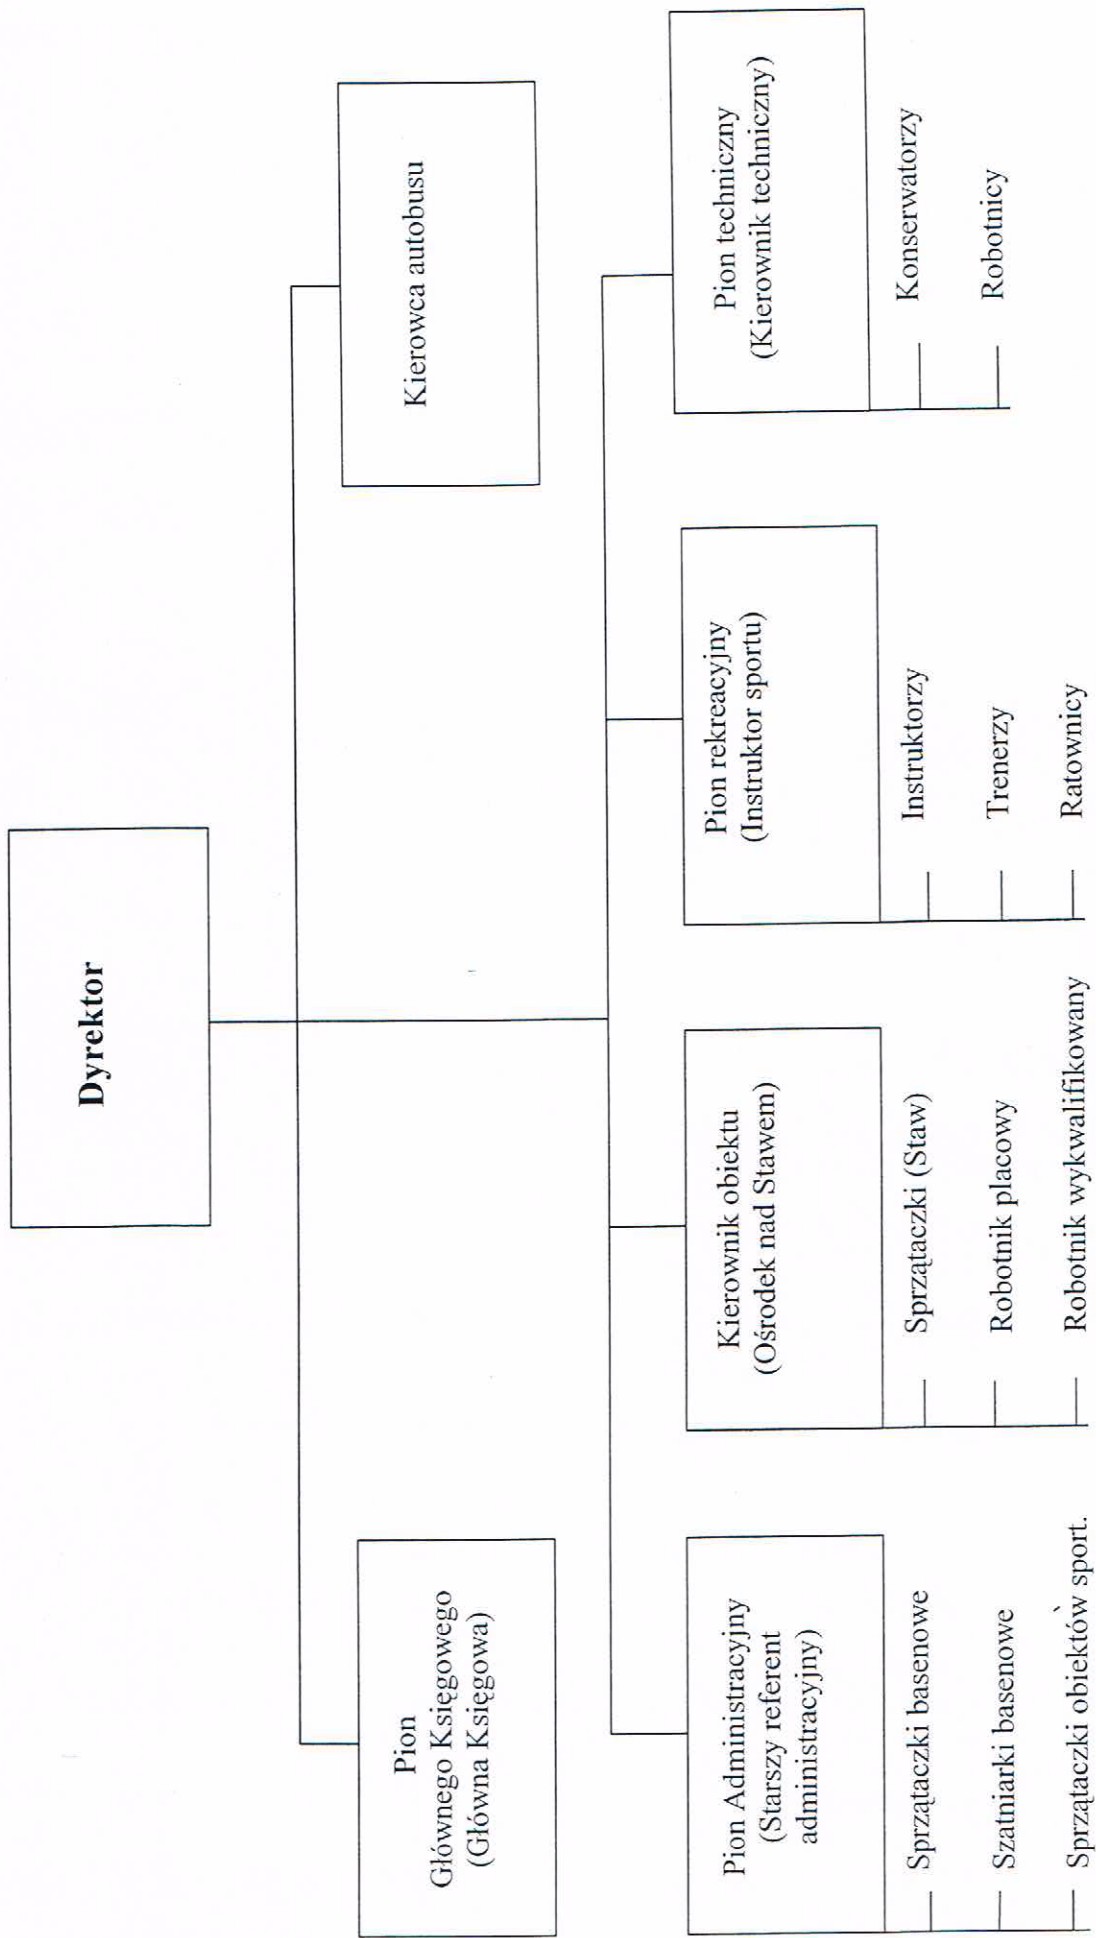 Dyrektor
Pion
Głównego Księgowego
(Główna Księgowa)
Kierowca autobusu
Pion Administracyjny
(Starszy referent
administracyjny)
Sprzątaczki basenowe
Szatniarki basenowe
Sprzątaczki obiektów sport.
Kierownik obiektu
(Ośrodek nad Stawem)
Sprzątaczki (Staw)
Robotnik placowy
Robotnik wykwalifikowany
Pion rekreacyjny
(Instruktor sportu)
Instruktorzy
Trenerzy
Ratownicy
Pion techniczny
(Kierownik techniczny)
Konserwatorzy
Robotnicy